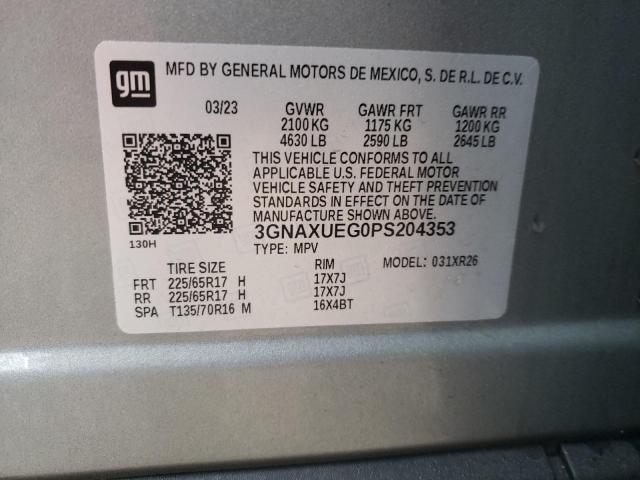 gm
MFD BY GENERAL MOTORS DE MEXICO, S. DE R.L. DE C.V.
03/23 GVWR GAWR FRT GAWR RR
2100 KG 1175 KG 1200 KG
4630 LB 2590 LB 2645 LB
THIS VEHICLE CONFORMS TO ALL
APPLICABLE U.S. FEDERAL MOTOR
VEHICLE SAFETY AND THEFT PREVENTION
STANDARDS IN EFFECT ON THE DATE OF
MANUFACTURE SHOWN ABOVE.
130H
3GNAXUEG0PS204353
TYPE: MPV
TIRE SIZE RIM MODEL: 031XR26
FRT 225/65R17 H 17X7J
RR 225/65R17 H 17X7J
SPA T135/70R16 M 16X4BT